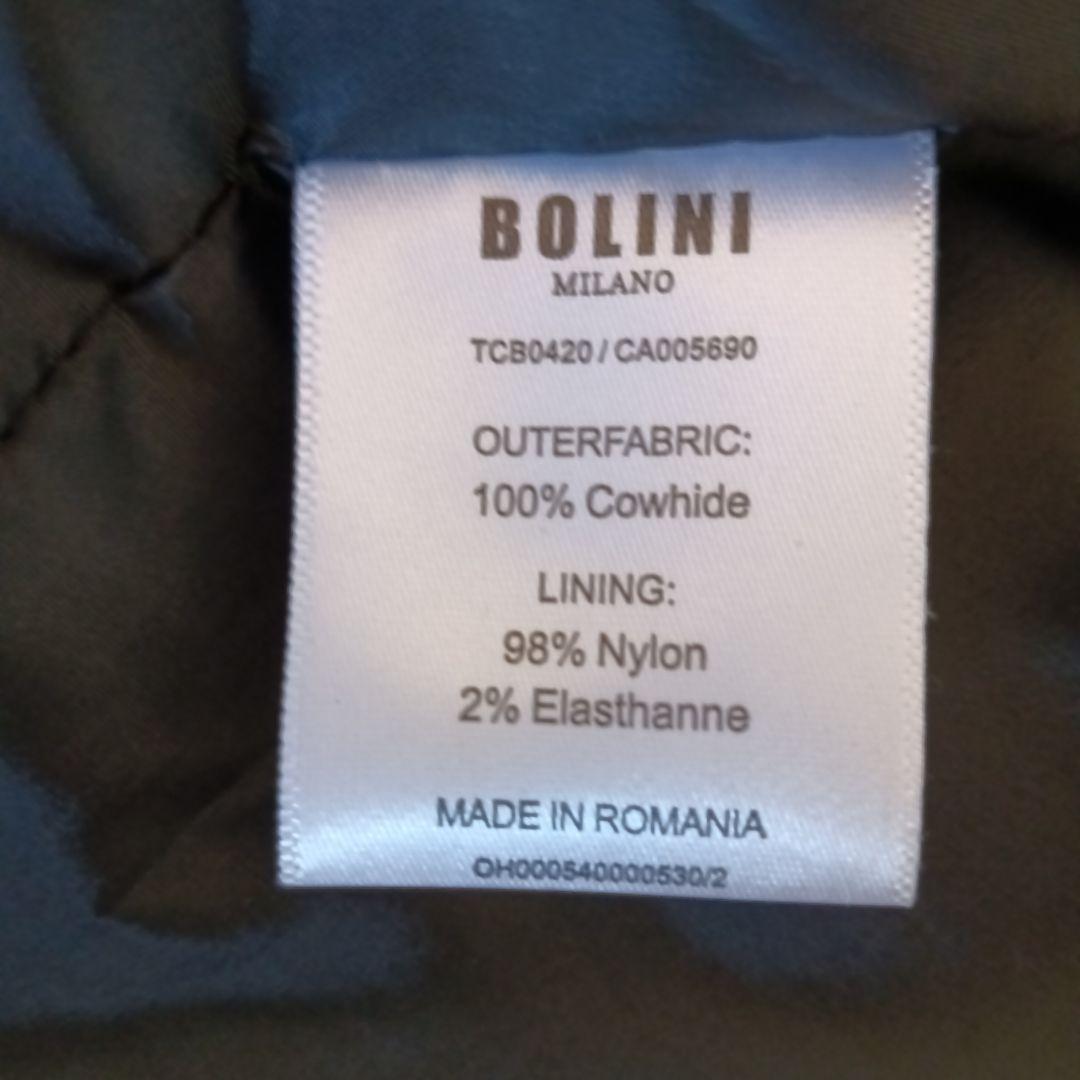 BOLINI
MILANO
TCB0420 / CA005690
OUTERFABRIC:
100% Cowhide
LINING:
98% Nylon
2% Elasthanne
MADE IN ROMANIA
OH000540000530/2